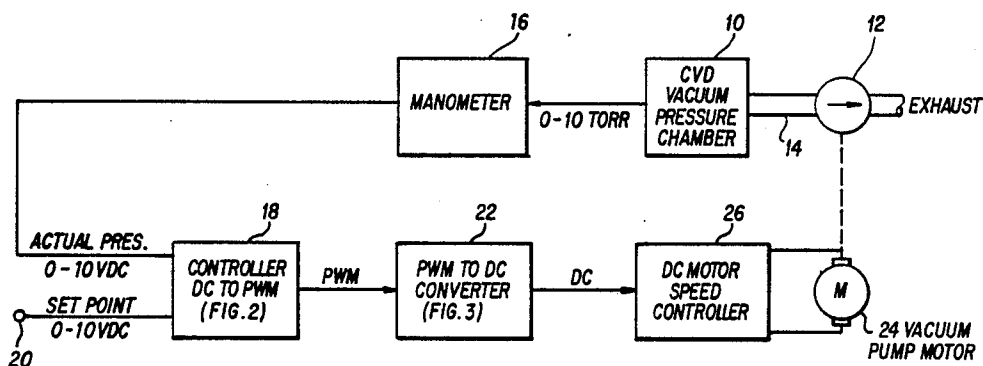 16
10
12
MANOMETER
0-10 TORR
CVD
VACUUM
PRESSURE
CHAMBER
14
EXHAUST
ACTUAL PRES.
0-10 VDC
SET POINT
0-10VDC
20
18
CONTROLLER
DC TO PWM
(FIG.2)
PWM
22
PWM TO DC
CONVERTER
(FIG.3)
DC
26
DC MOTOR
SPEED
CONTROLLER
M
24 VACUUM
PUMP MOTOR